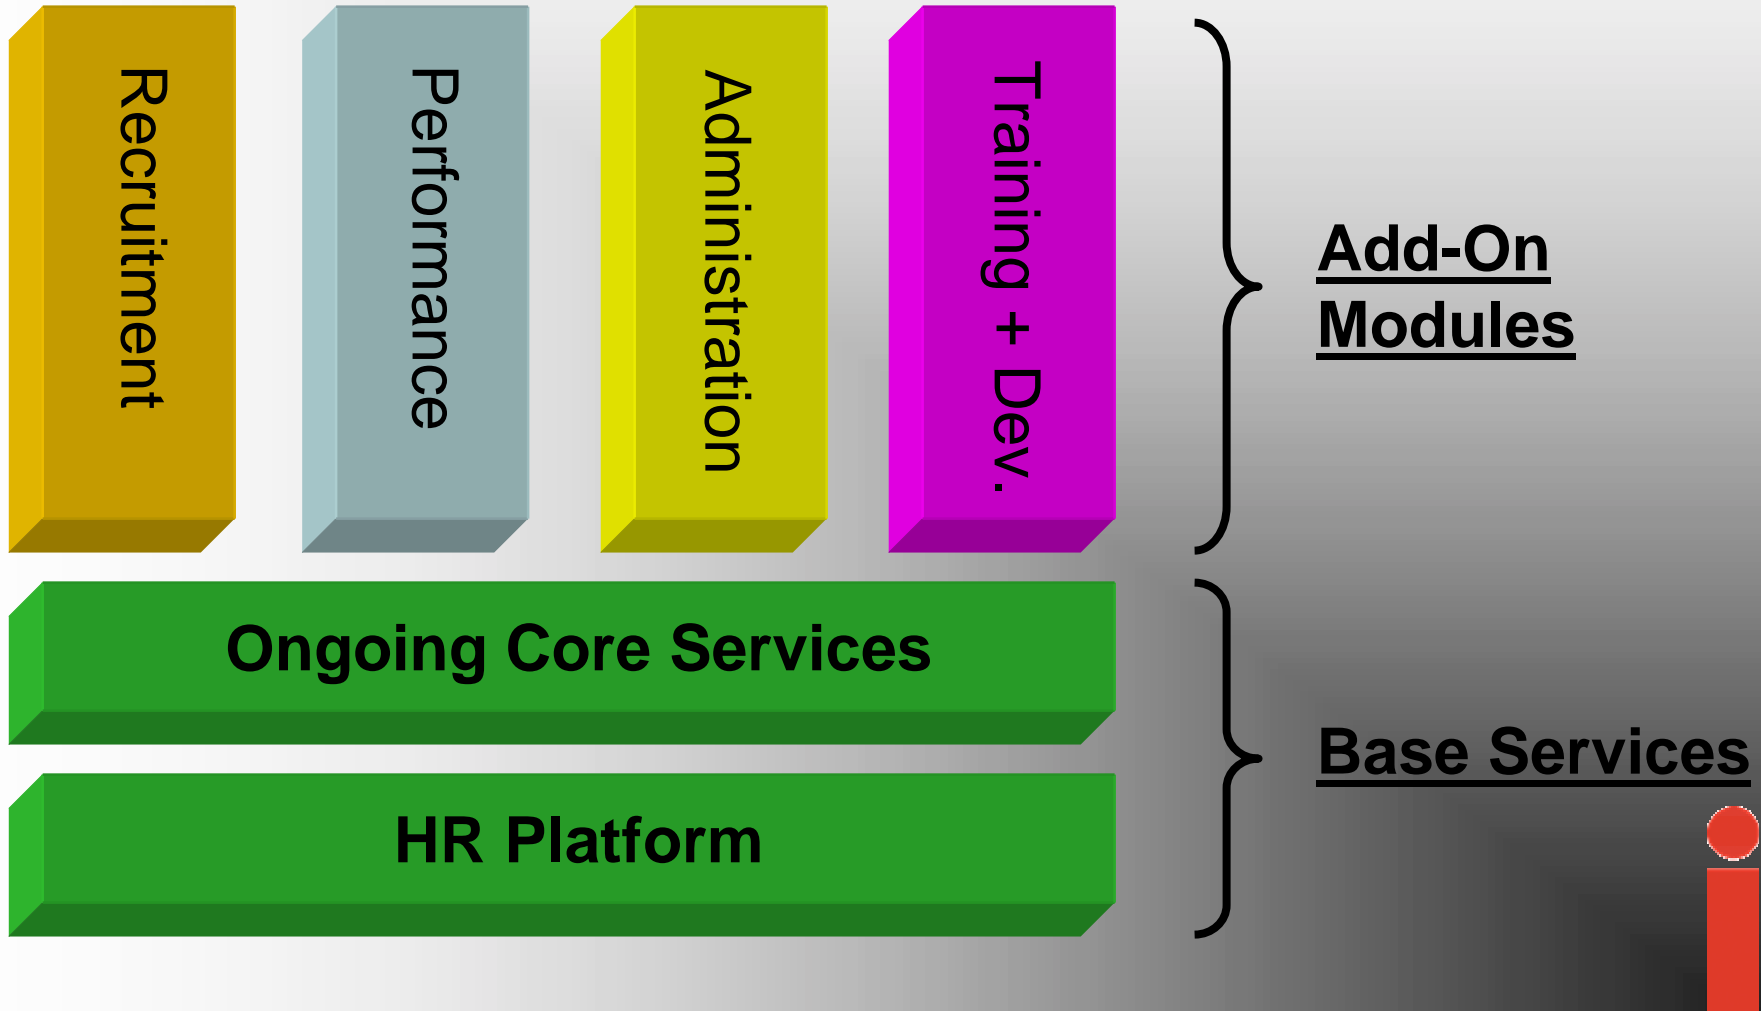 Recruitment
Performance
Administration
Training + Dev.
Add-On
Modules
Ongoing Core Services
Base Services
HR Platform
i